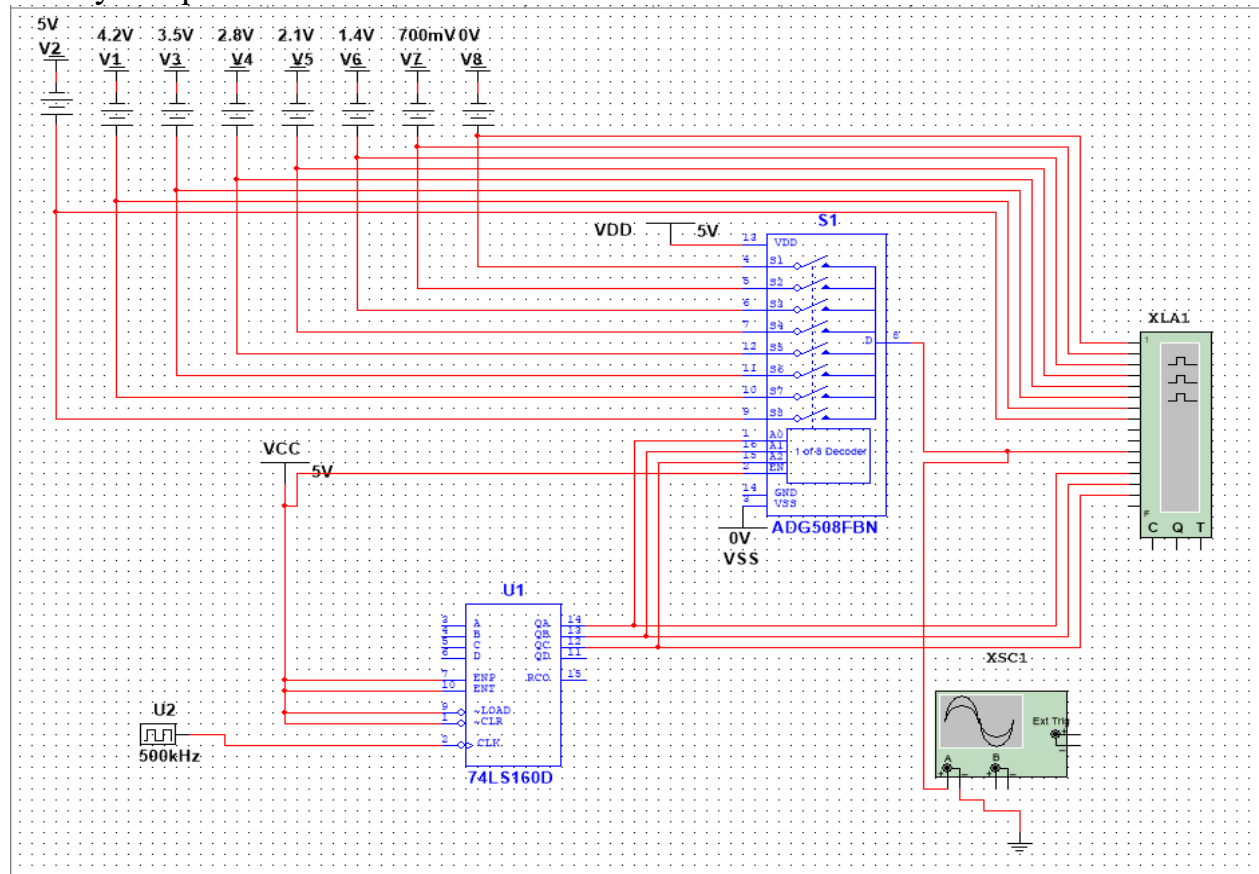 5V
4.2V 3.5V 2.8V 2.1V 1.4V 700mV 0V
V2 V1 V3 V4 V5 V6 V7 V8
S1
VDD 5V
13 VDD
4 S1
5 S2
6 S3
7 S4
12 S5
11 S6
10 S7
9 S8
D 8
1 A0
16 A1
15 A2
2 EN
1 of 8 Decoder
14 GND
3 VSS
ADG508FBN
0V
VSS
XLA1
1
F
C Q T
VCC
5V
U1
3 A QA 14
4 B QB 13
5 C QC 12
6 D QD 11
7 ENP RCO 15
10 ENT
9 ~LOAD
1 ~CLR
2 CLK
74LS160D
U2
500kHz
XSC1
Ext Trig
+
−
A B
+ − + −